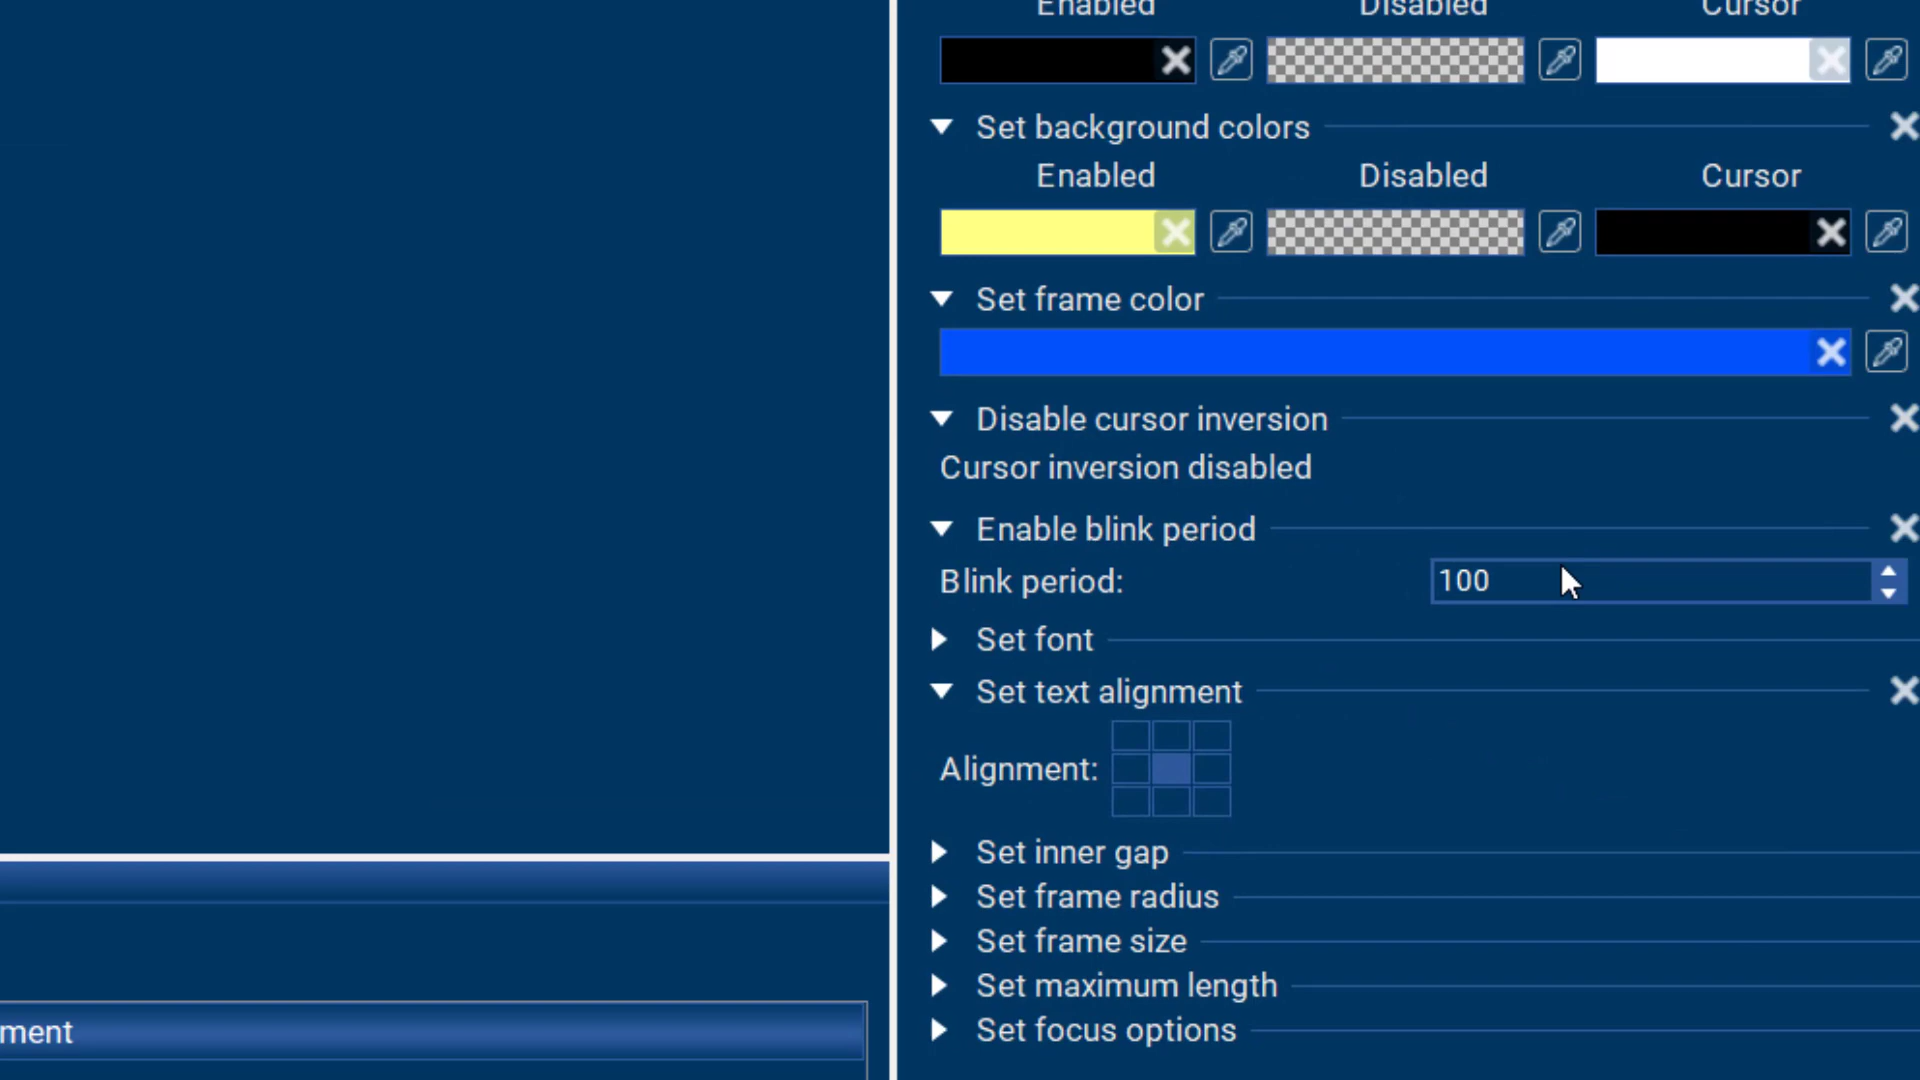 Enabled Disabled Cursor
Set background colors
Enabled Disabled Cursor
Set frame color
Disable cursor inversion
Cursor inversion disabled
Enable blink period
Blink period: 100
Set font
Set text alignment
Alignment:
Set inner gap
Set frame radius
Set frame size
Set maximum length
Set focus options
ment